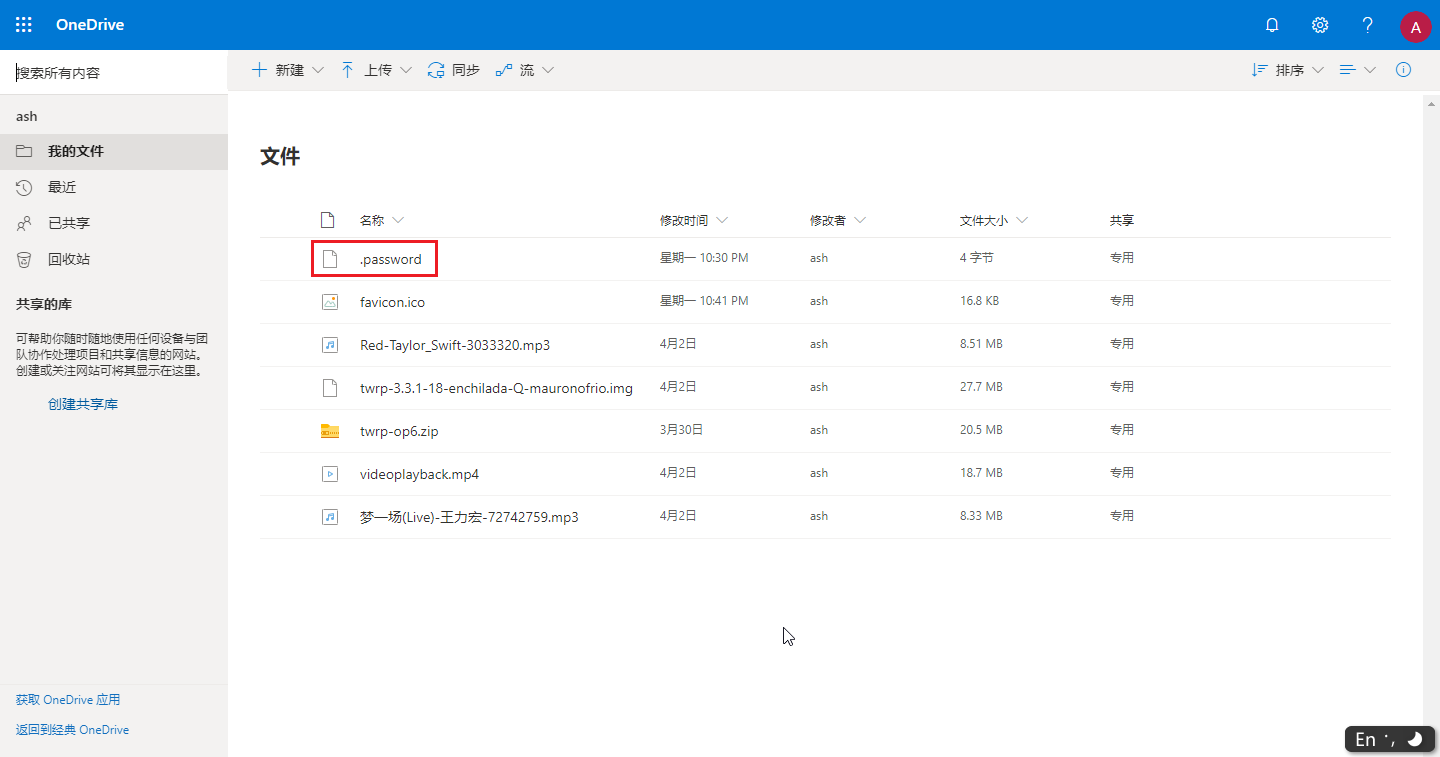 OneDrive
A
搜索所有内容
新建 上传 同步 流 排序
ash
我的文件
最近
已共享
回收站
共享的库
可帮助你随时随地使用任何设备与团
队协作处理项目和共享信息的网站。
创建或关注网站可将其显示在这里。
创建共享库
获取 OneDrive 应用
返回到经典 OneDrive
文件
名称 修改时间 修改者 文件大小 共享
.password 星期一 10:30 PM ash 4 字节 专用
favicon.ico 星期一 10:41 PM ash 16.8 KB 专用
Red-Taylor_Swift-3033320.mp3 4月2日 ash 8.51 MB 专用
twrp-3.3.1-18-enchilada-Q-mauronofrio.img 4月2日 ash 27.7 MB 专用
twrp-op6.zip 3月30日 ash 20.5 MB 专用
videoplayback.mp4 4月2日 ash 18.7 MB 专用
梦一场(Live)-王力宏-72742759.mp3 4月2日 ash 8.33 MB 专用
En